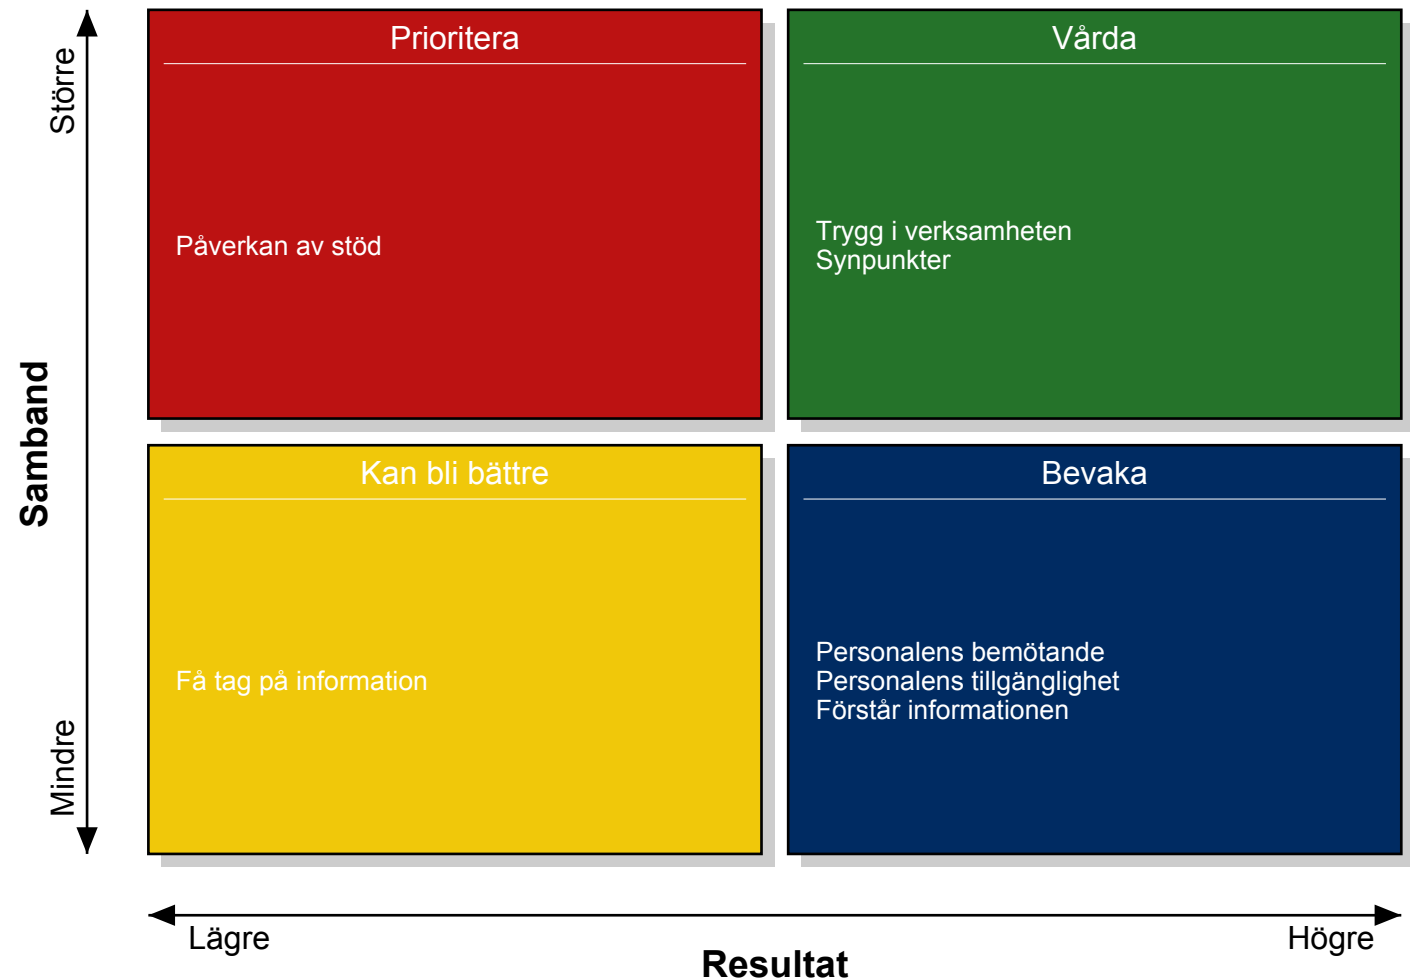 Prioritera
Vårda
Större
Påverkan av stöd
Trygg i verksamheten
Synpunkter
Samband
Kan bli bättre
Bevaka
Få tag på information
Personalens bemötande
Personalens tillgänglighet
Förstår informationen
Mindre
Lägre
Högre
Resultat